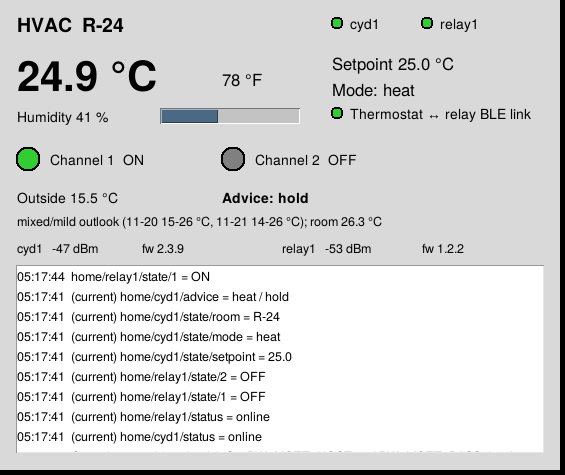 HVAC R-24
cyd1
relay1
24.9 °C
78 °F
Setpoint 25.0 °C
Mode: heat
Humidity 41 %
Thermostat ↔ relay BLE link
Channel 1 ON
Channel 2 OFF
Outside 15.5 °C
Advice: hold
mixed/mild outlook (11-20 15-26 °C, 11-21 14-26 °C); room 26.3 °C
cyd1 -47 dBm fw 2.3.9 relay1 -53 dBm fw 1.2.2
05:17:44 home/relay1/state/1 = ON
05:17:41 (current) home/cyd1/advice = heat / hold
05:17:41 (current) home/cyd1/state/room = R-24
05:17:41 (current) home/cyd1/state/mode = heat
05:17:41 (current) home/cyd1/state/setpoint = 25.0
05:17:41 (current) home/relay1/state/2 = OFF
05:17:41 (current) home/relay1/state/1 = OFF
05:17:41 (current) home/relay1/status = online
05:17:41 (current) home/cyd1/status = online